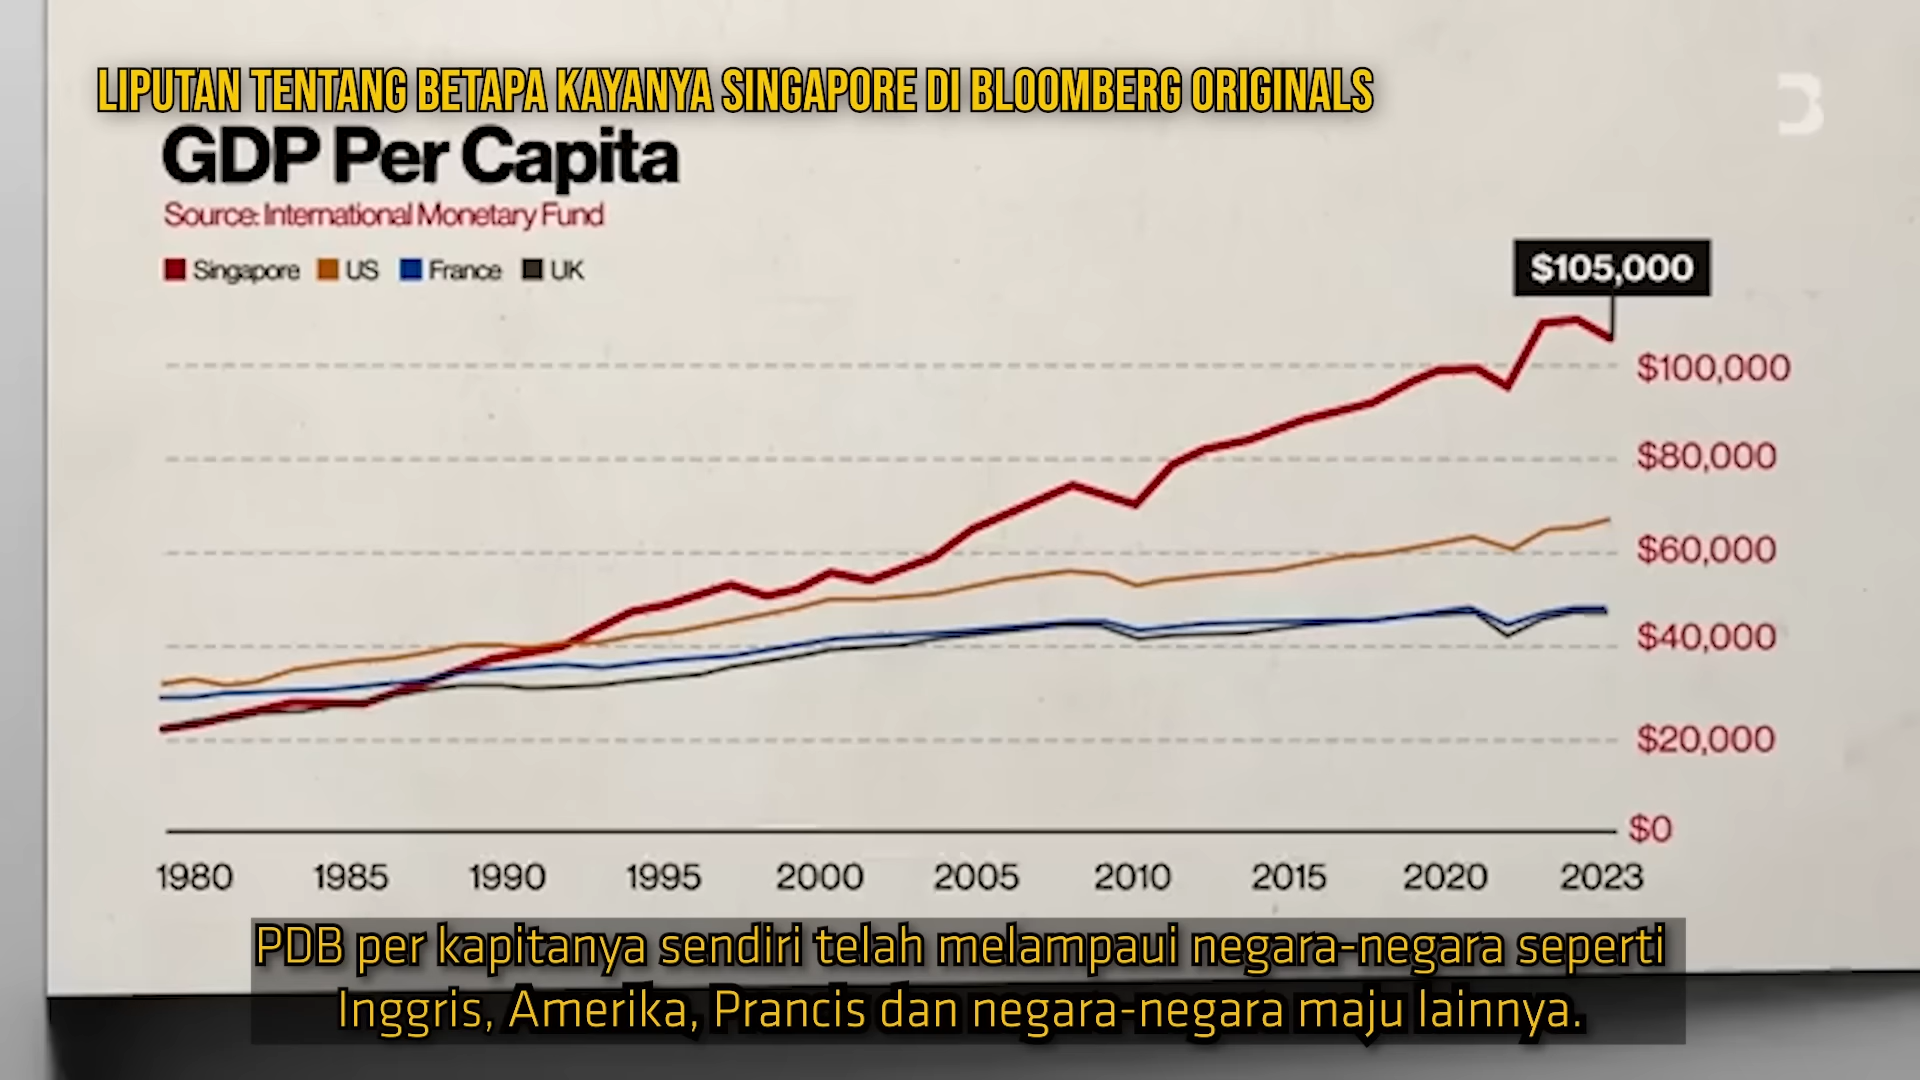 LIPUTAN TENTANG BETAPA KAYANYA SINGAPORE DI BLOOMBERG ORIGINALS
GDP Per Capita
Source: International Monetary Fund
Singapore US France UK
$105,000
$100,000
$80,000
$60,000
$40,000
$20,000
$0
1980 1985 1990 1995 2000 2005 2010 2015 2020 2023
PDB per kapitanya sendiri telah melampaui negara-negara seperti
Inggris, Amerika, Prancis dan negara-negara maju lainnya.